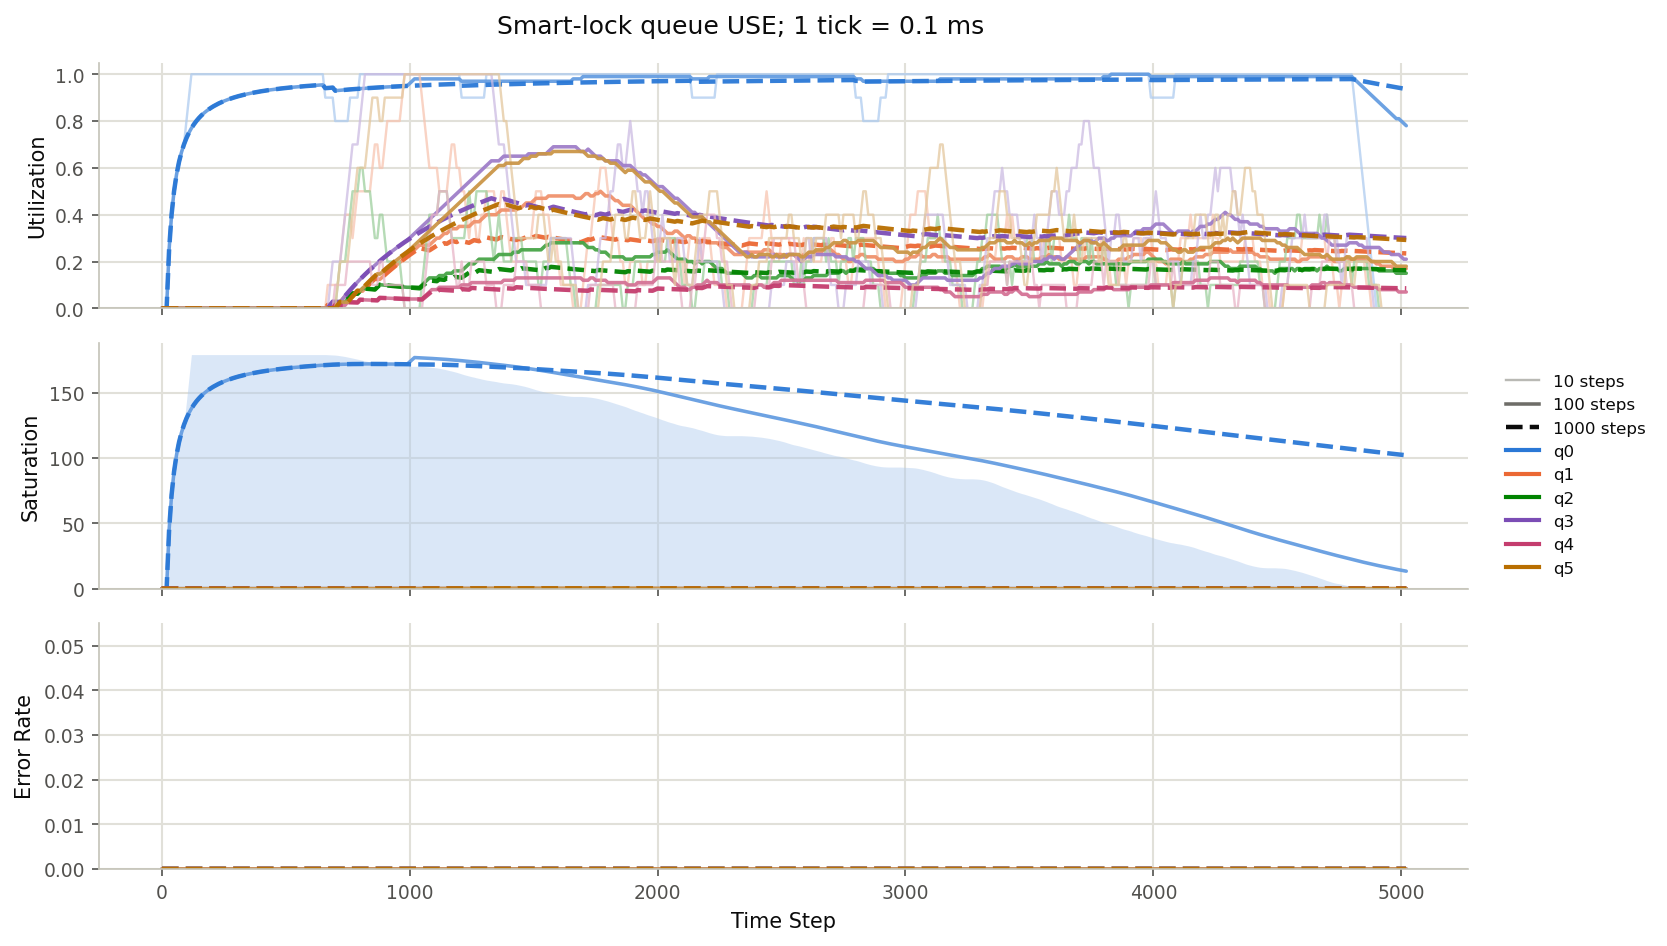 Smart-lock queue USE; 1 tick = 0.1 ms
Utilization
1.0
0.8
0.6
0.4
0.2
0.0
Saturation
150
100
50
0
Error Rate
0.05
0.04
0.03
0.02
0.01
0.00
0
1000
2000
3000
4000
5000
Time Step
10 steps
100 steps
1000 steps
q0
q1
q2
q3
q4
q5